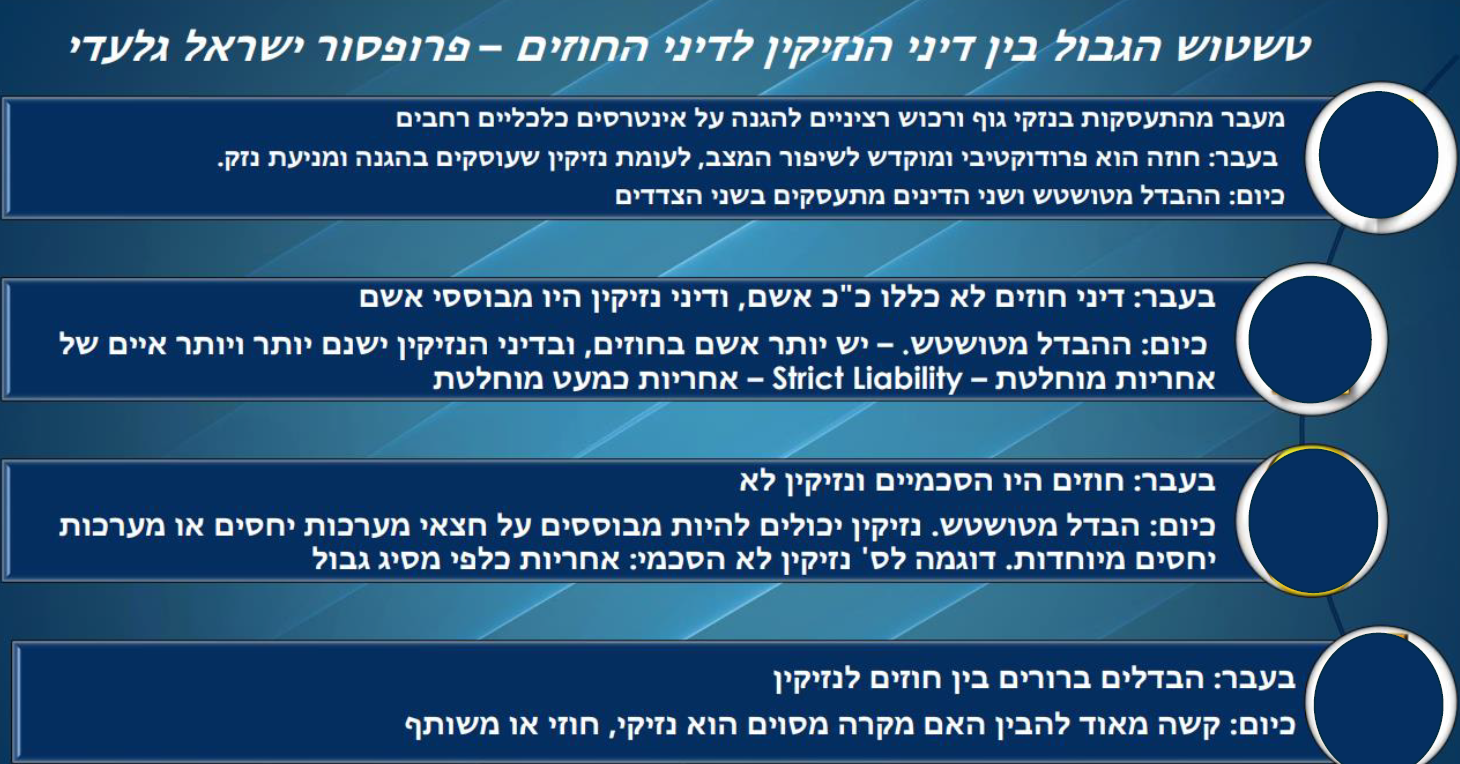 טשטוש הגבול בין דיני הנזיקין לדיני החוזים – פרופסור ישראל גלעדי
מעבר מהתעסקות בנזקי גוף ורכוש רציניים להגנה על אינטרסים כלכליים רחבים
בעבר: חוזה הוא פרודוקטיבי ומוקדש לשיפור המצב, לעומת נזיקין שעוסקים בהגנה ומניעת נזק.
כיום: ההבדל מטושטש ושני הדינים מתעסקים בשני הצדדים
בעבר: דיני חוזים לא כללו כ"כ אשם, ודיני נזיקין היו מבוססי אשם
כיום: ההבדל מטושטש. – יש יותר אשם בחוזים, ובדיני הנזיקין ישנם יותר ויותר איים של
אחריות מוחלטת – Strict Liability – אחריות כמעט מוחלטת
בעבר: חוזים היו הסכמיים ונזיקין לא
כיום: הבדל מטושטש. נזיקין יכולים להיות מבוססים על חצאי מערכות יחסים או מערכות
יחסים מיוחדות. דוגמה לס' נזיקין לא הסכמי: אחריות כלפי מסיג גבול
בעבר: הבדלים ברורים בין חוזים לנזיקין
כיום: קשה מאוד להבין האם מקרה מסוים הוא נזיקי, חוזי או משותף